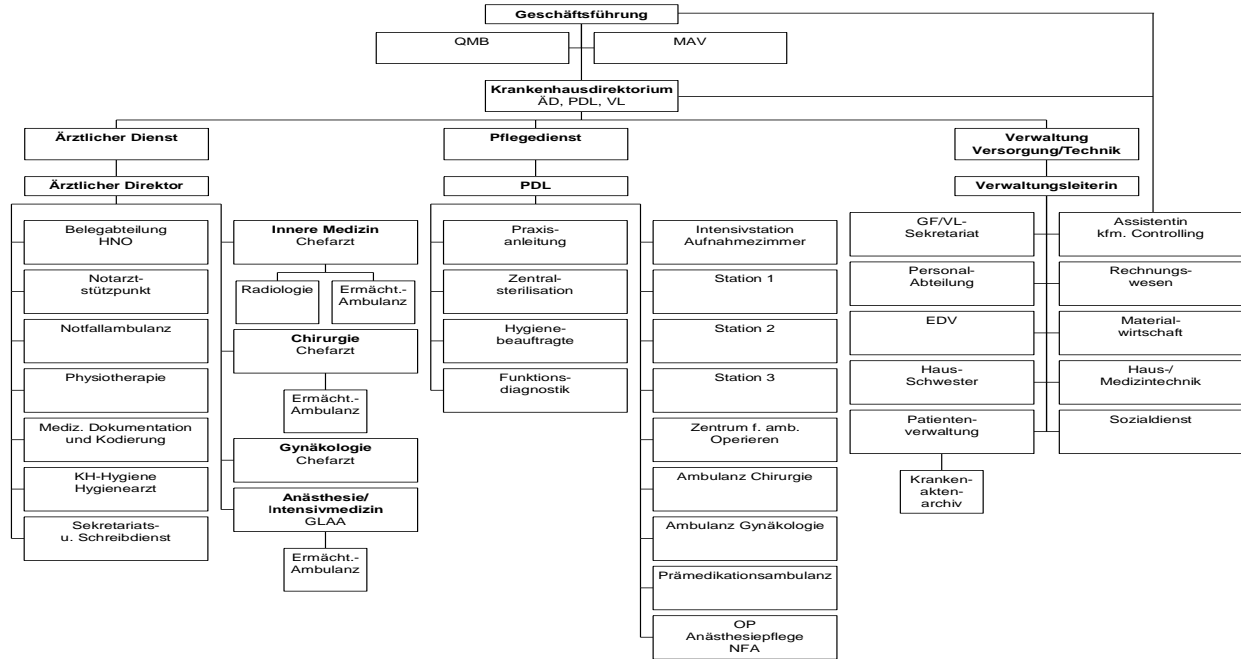 Geschäftsführung
QMB
MAV
Krankenhausdirektorium
ÄD, PDL, VL
Ärztlicher Dienst
Pflegedienst
Verwaltung
Versorgung/Technik
Ärztlicher Direktor
PDL
Verwaltungsleiterin
Belegabteilung
HNO
Notarzt-
stützpunkt
Notfallambulanz
Physiotherapie
Mediz. Dokumentation
und Kodierung
KH-Hygiene
Hygienearzt
Sekretariats-
u. Schreibdienst
Innere Medizin
Chefarzt
Radiologie
Ermächt.-
Ambulanz
Chirurgie
Chefarzt
Ermächt.-
Ambulanz
Gynäkologie
Chefarzt
Anästhesie/
Intensivmedizin
GLAA
Ermächt.-
Ambulanz
Praxis-
anleitung
Zentral-
sterilisation
Hygiene-
beauftragte
Funktions-
diagnostik
Intensivstation
Aufnahmezimmer
Station 1
Station 2
Station 3
Zentrum f. amb.
Operieren
Ambulanz Chirurgie
Ambulanz Gynäkologie
Prämedikationsambulanz
OP
Anästhesiepflege
NFA
GF/VL-
Sekretariat
Personal-
Abteilung
EDV
Haus-
Schwester
Patienten-
verwaltung
Kranken-
akten-
archiv
Assistentin
kfm. Controlling
Rechnungs-
wesen
Material-
wirtschaft
Haus-/
Medizintechnik
Sozialdienst